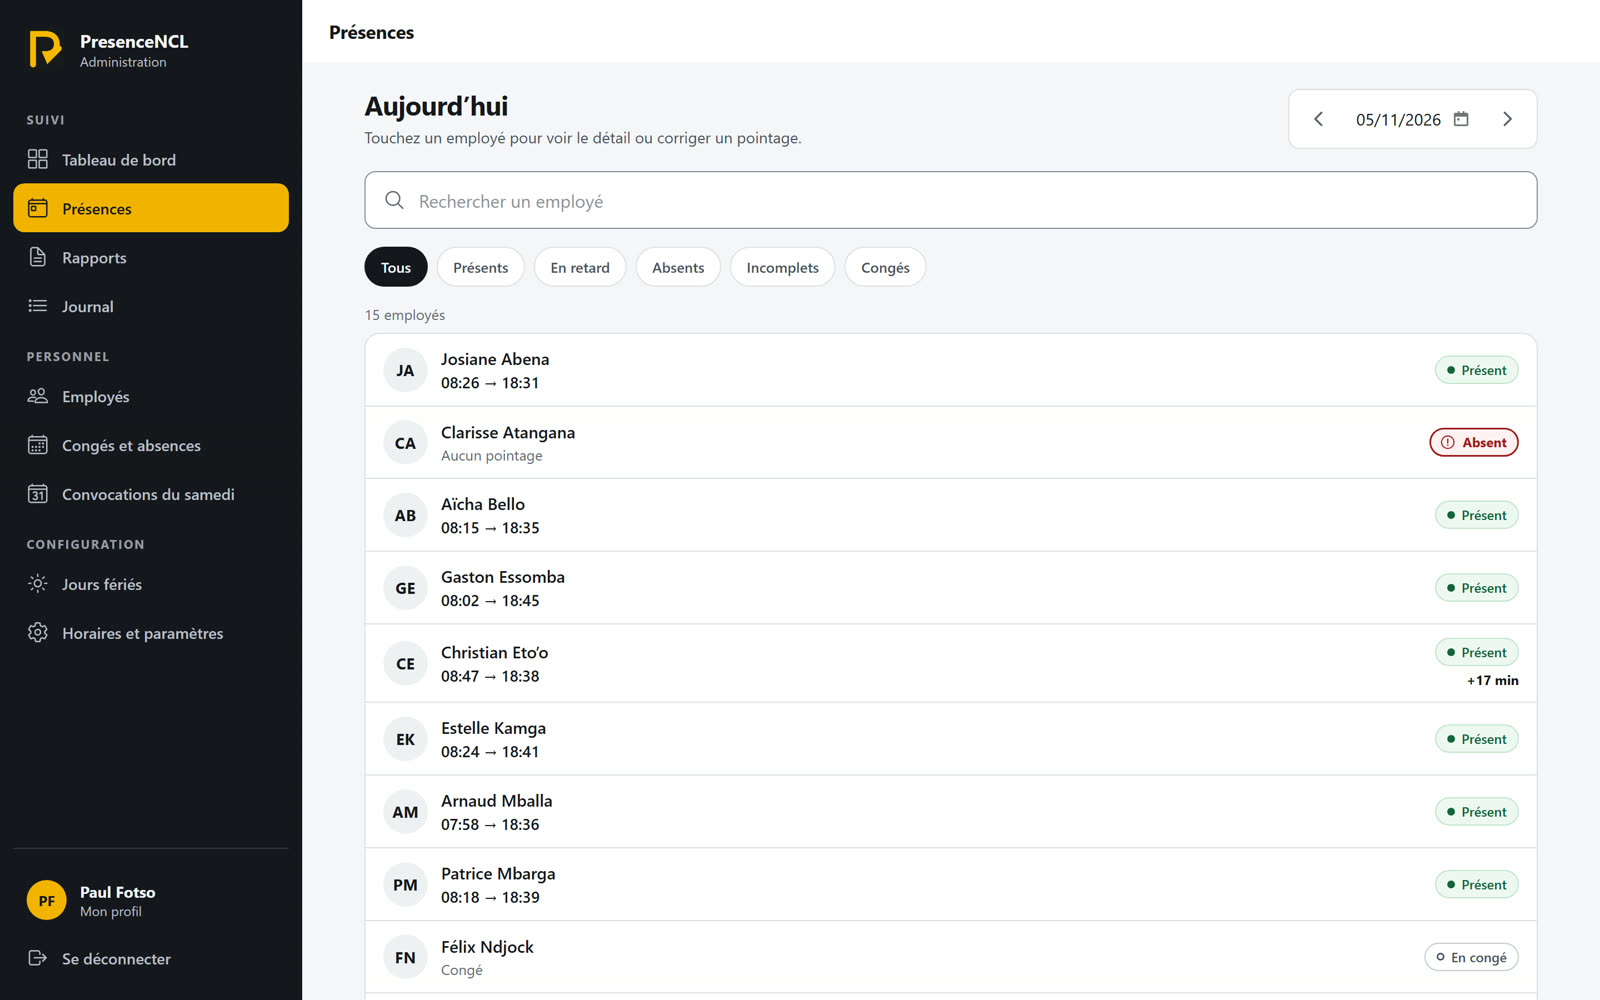 PresenceNCL
Administration
SUIVI
Tableau de bord
Présences
Rapports
Journal
PERSONNEL
Employés
Congés et absences
31 Convocations du samedi
CONFIGURATION
Jours fériés
Horaires et paramètres
PF Paul Fotso
Mon profil
Se déconnecter
Présences
Aujourd’hui
Touchez un employé pour voir le détail ou corriger un pointage.
05/11/2026
Rechercher un employé
Tous Présents En retard Absents Incomplets Congés
15 employés
JA Josiane Abena
08:26 → 18:31
Présent
CA Clarisse Atangana
Aucun pointage
Absent
AB Aïcha Bello
08:15 → 18:35
Présent
GE Gaston Essomba
08:02 → 18:45
Présent
CE Christian Eto’o
08:47 → 18:38
Présent
+17 min
EK Estelle Kamga
08:24 → 18:41
Présent
AM Arnaud Mballa
07:58 → 18:36
Présent
PM Patrice Mbarga
08:18 → 18:39
Présent
FN Félix Ndjock
Congé
En congé